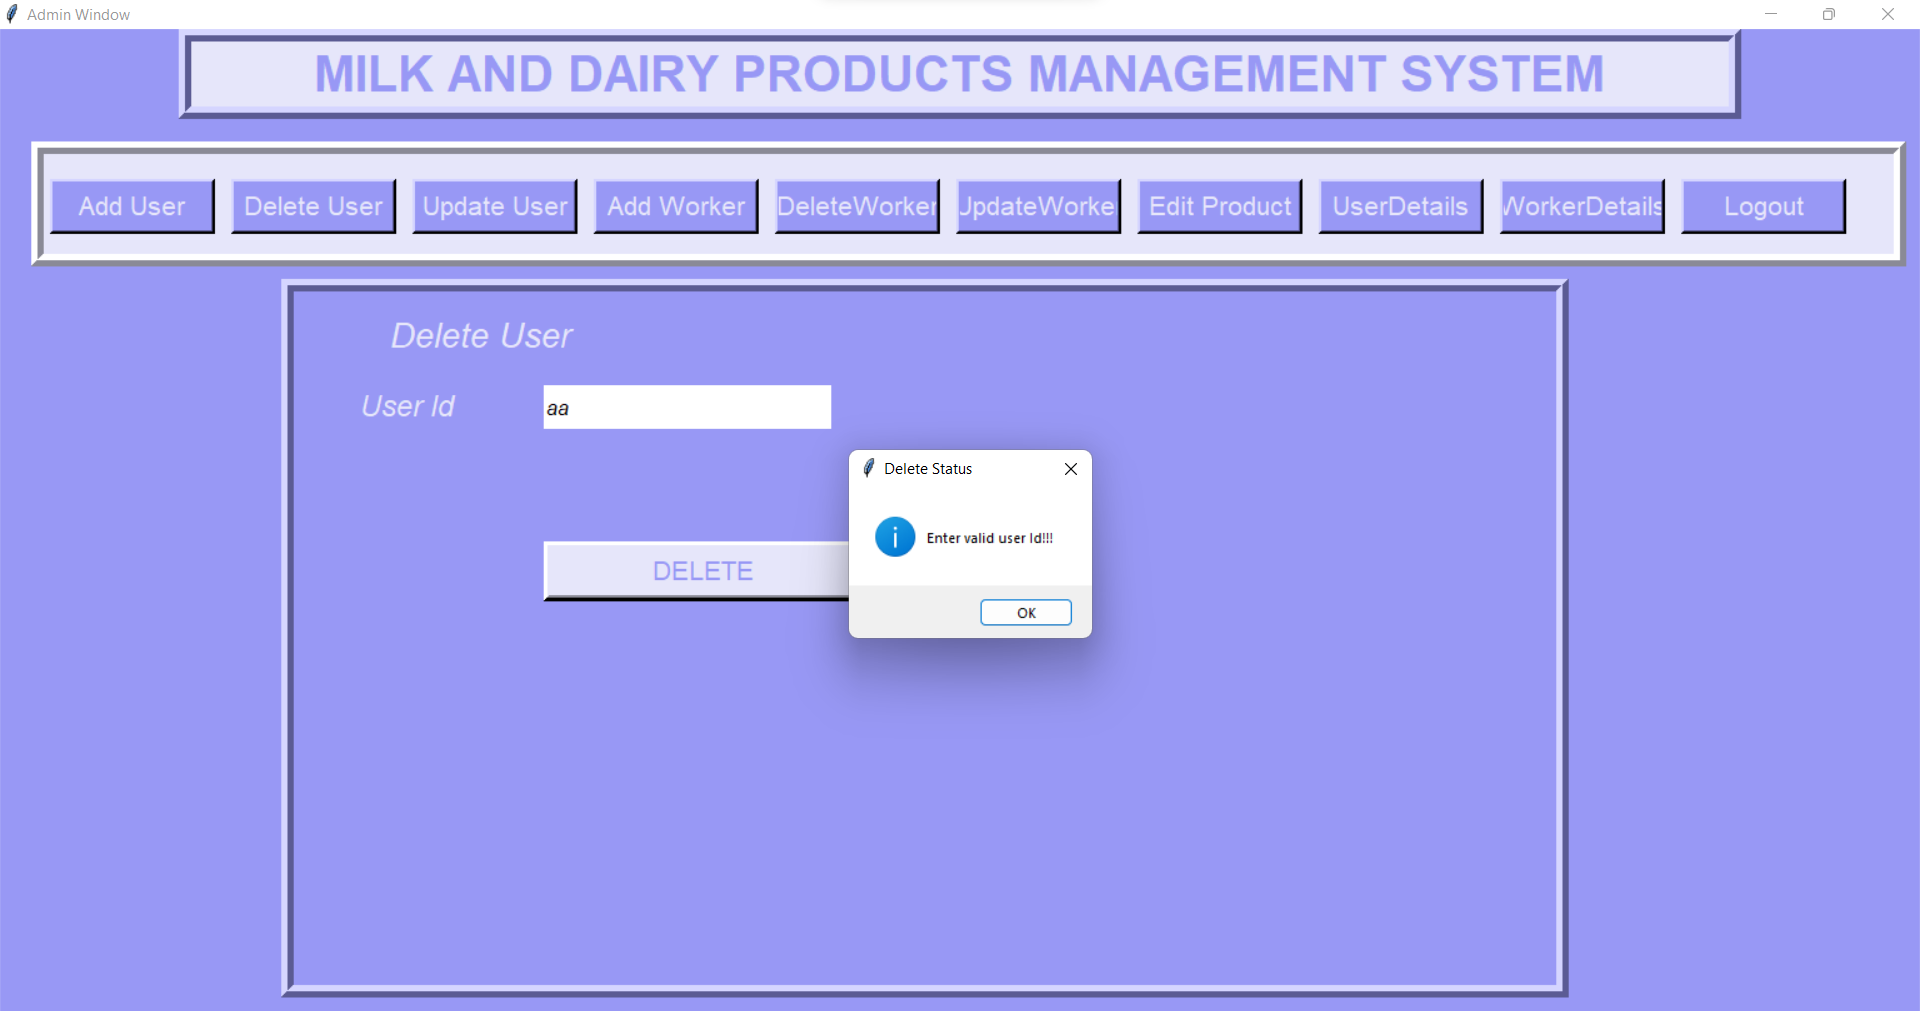 Admin Window
MILK AND DAIRY PRODUCTS MANAGEMENT SYSTEM
Add User Delete User Update User Add Worker DeleteWorker UpdateWorke Edit Product UserDetails WorkerDetails Logout
Delete User
User Id aa
Delete Status
Enter valid user Id!!!
DELETE
OK